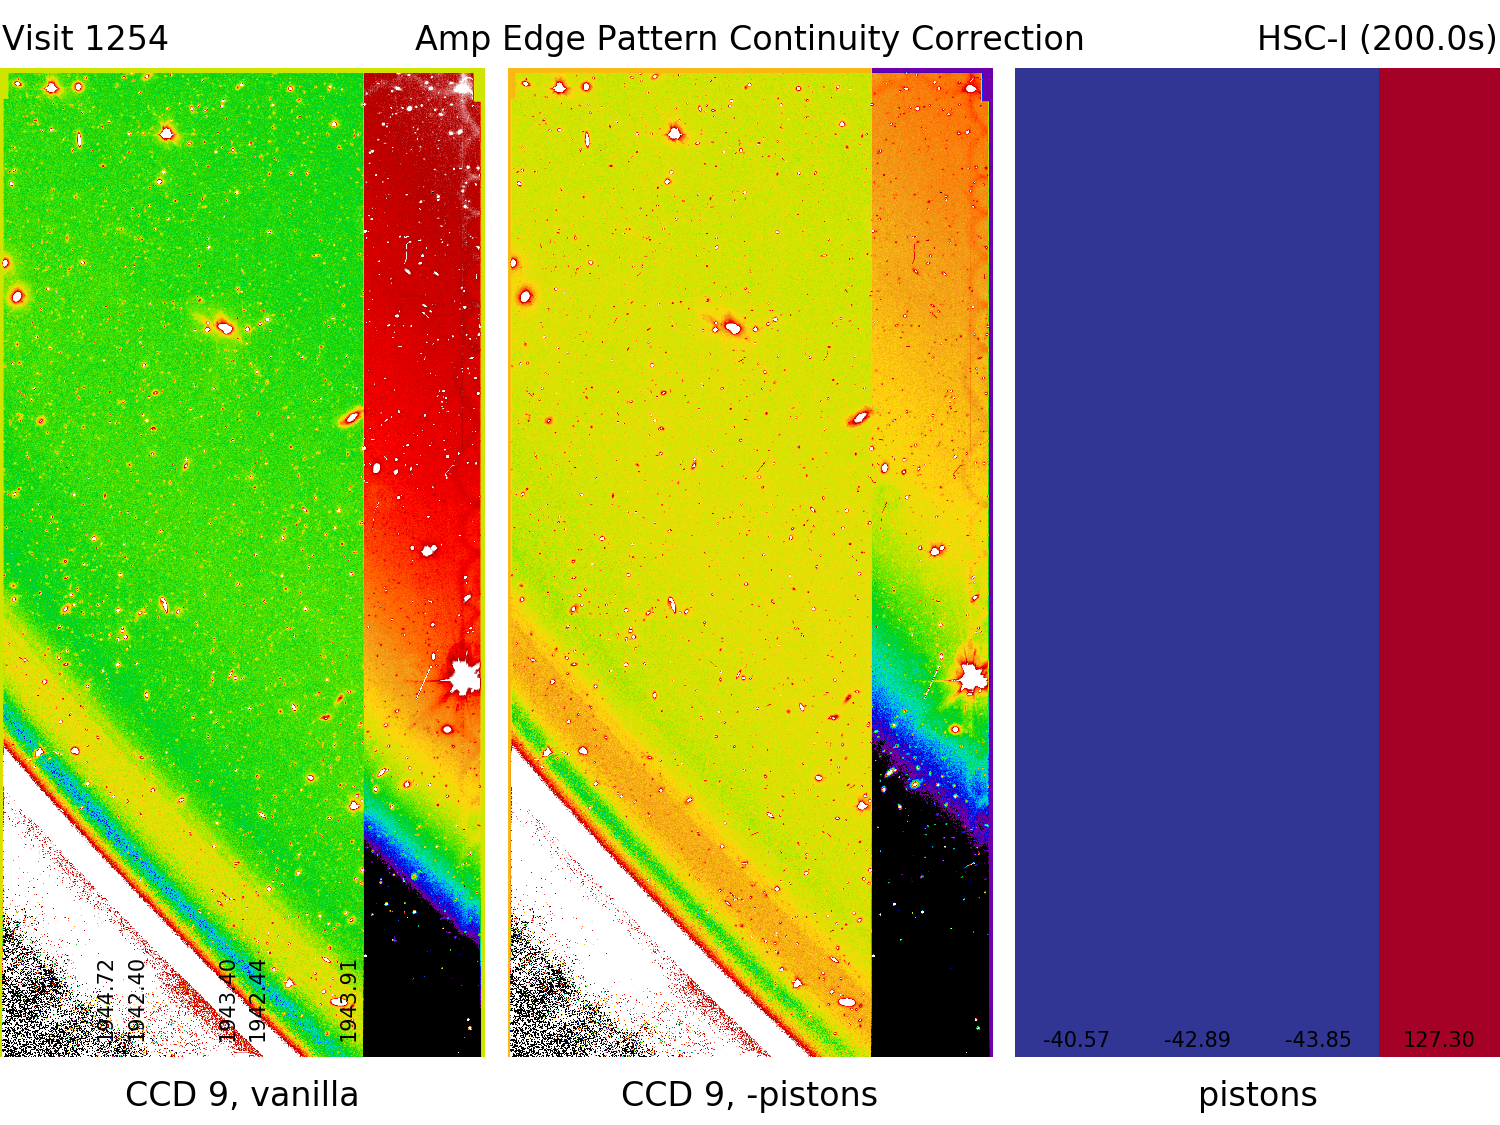 Visit 1254
Amp Edge Pattern Continuity Correction
HSC-I (200.0s)
1944.72
1942.40
1943.40
1942.44
1943.91
-40.57
-42.89
-43.85
127.30
CCD 9, vanilla
CCD 9, -pistons
pistons